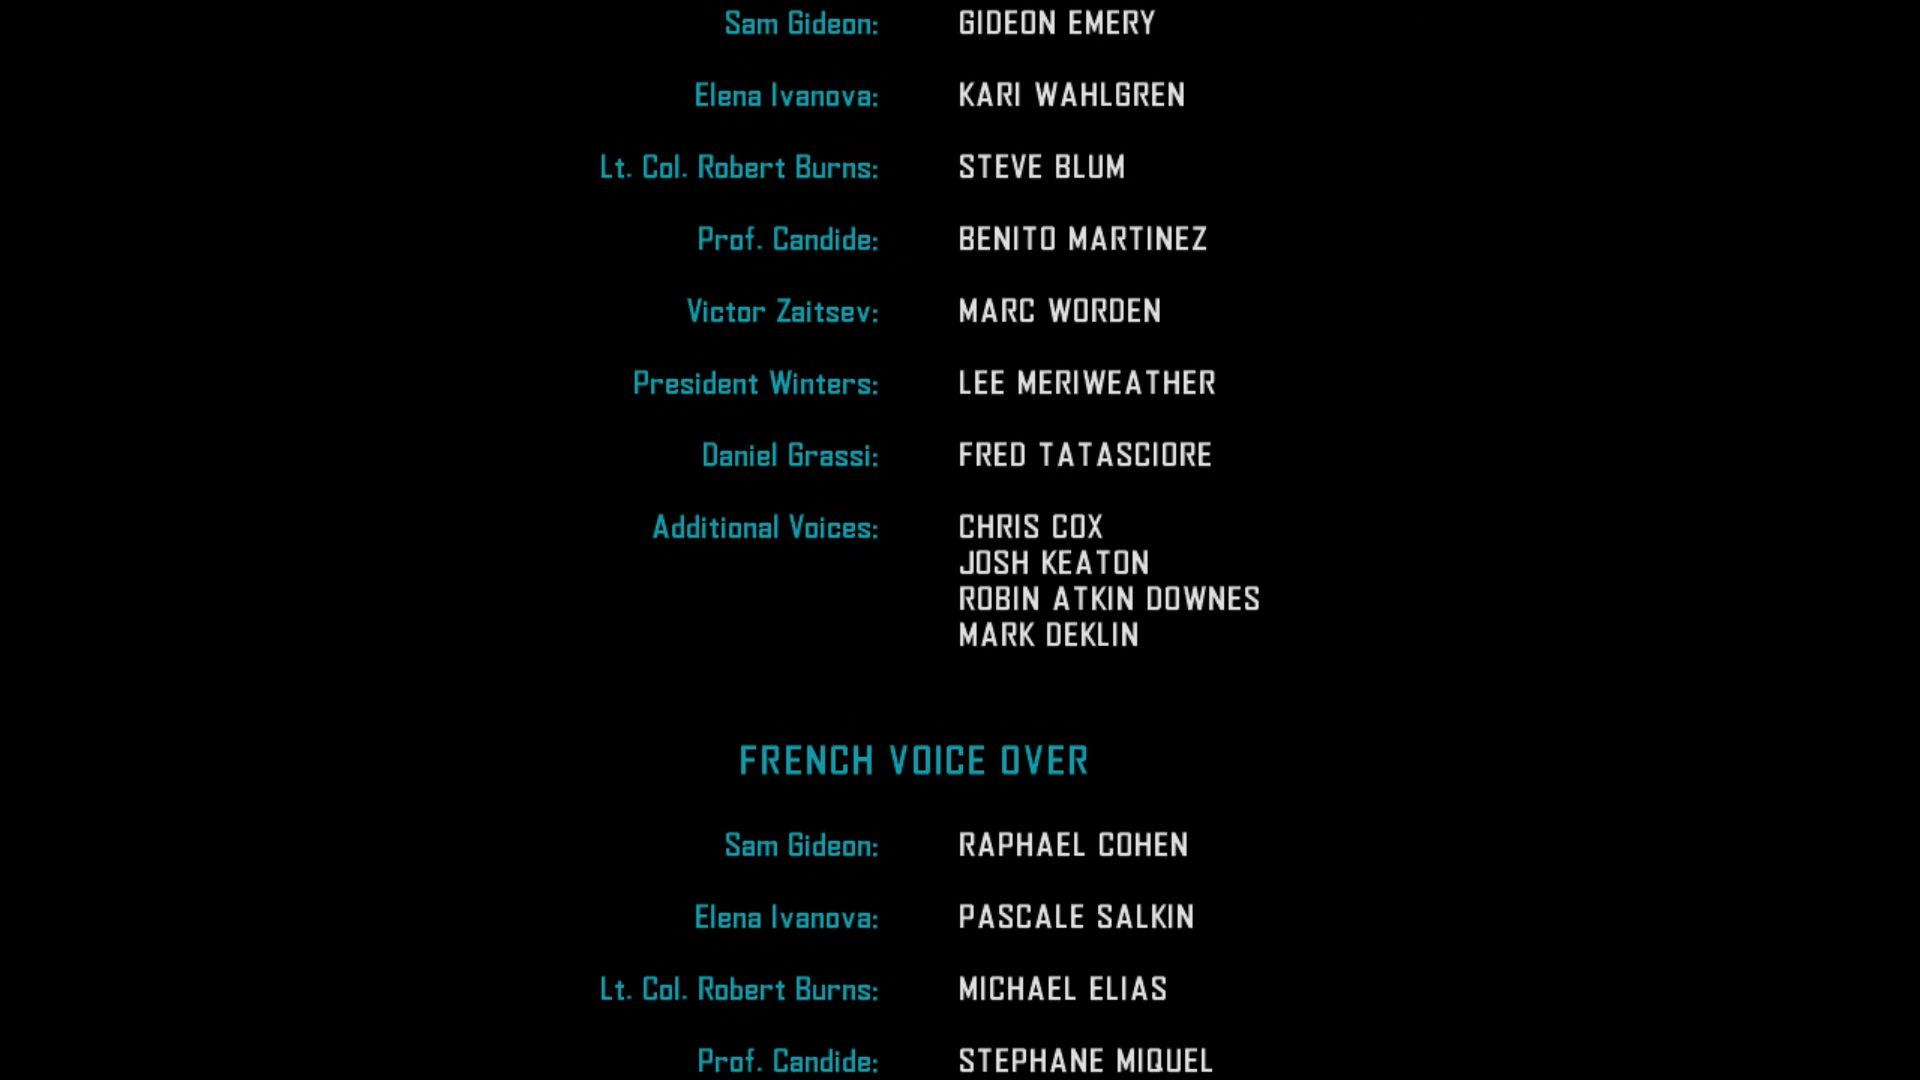 Sam Gideon: GIDEON EMERY
Elena Ivanova: KARI WAHLGREN
Lt. Col. Robert Burns: STEVE BLUM
Prof. Candide: BENITO MARTINEZ
Victor Zaitsev: MARC WORDEN
President Winters: LEE MERIWEATHER
Daniel Grassi: FRED TATASCIORE
Additional Voices: CHRIS COX
JOSH KEATON
ROBIN ATKIN DOWNES
MARK DEKLIN
FRENCH VOICE OVER
Sam Gideon: RAPHAEL COHEN
Elena Ivanova: PASCALE SALKIN
Lt. Col. Robert Burns: MICHAEL ELIAS
Prof. Candide: STEPHANE MIQUEL